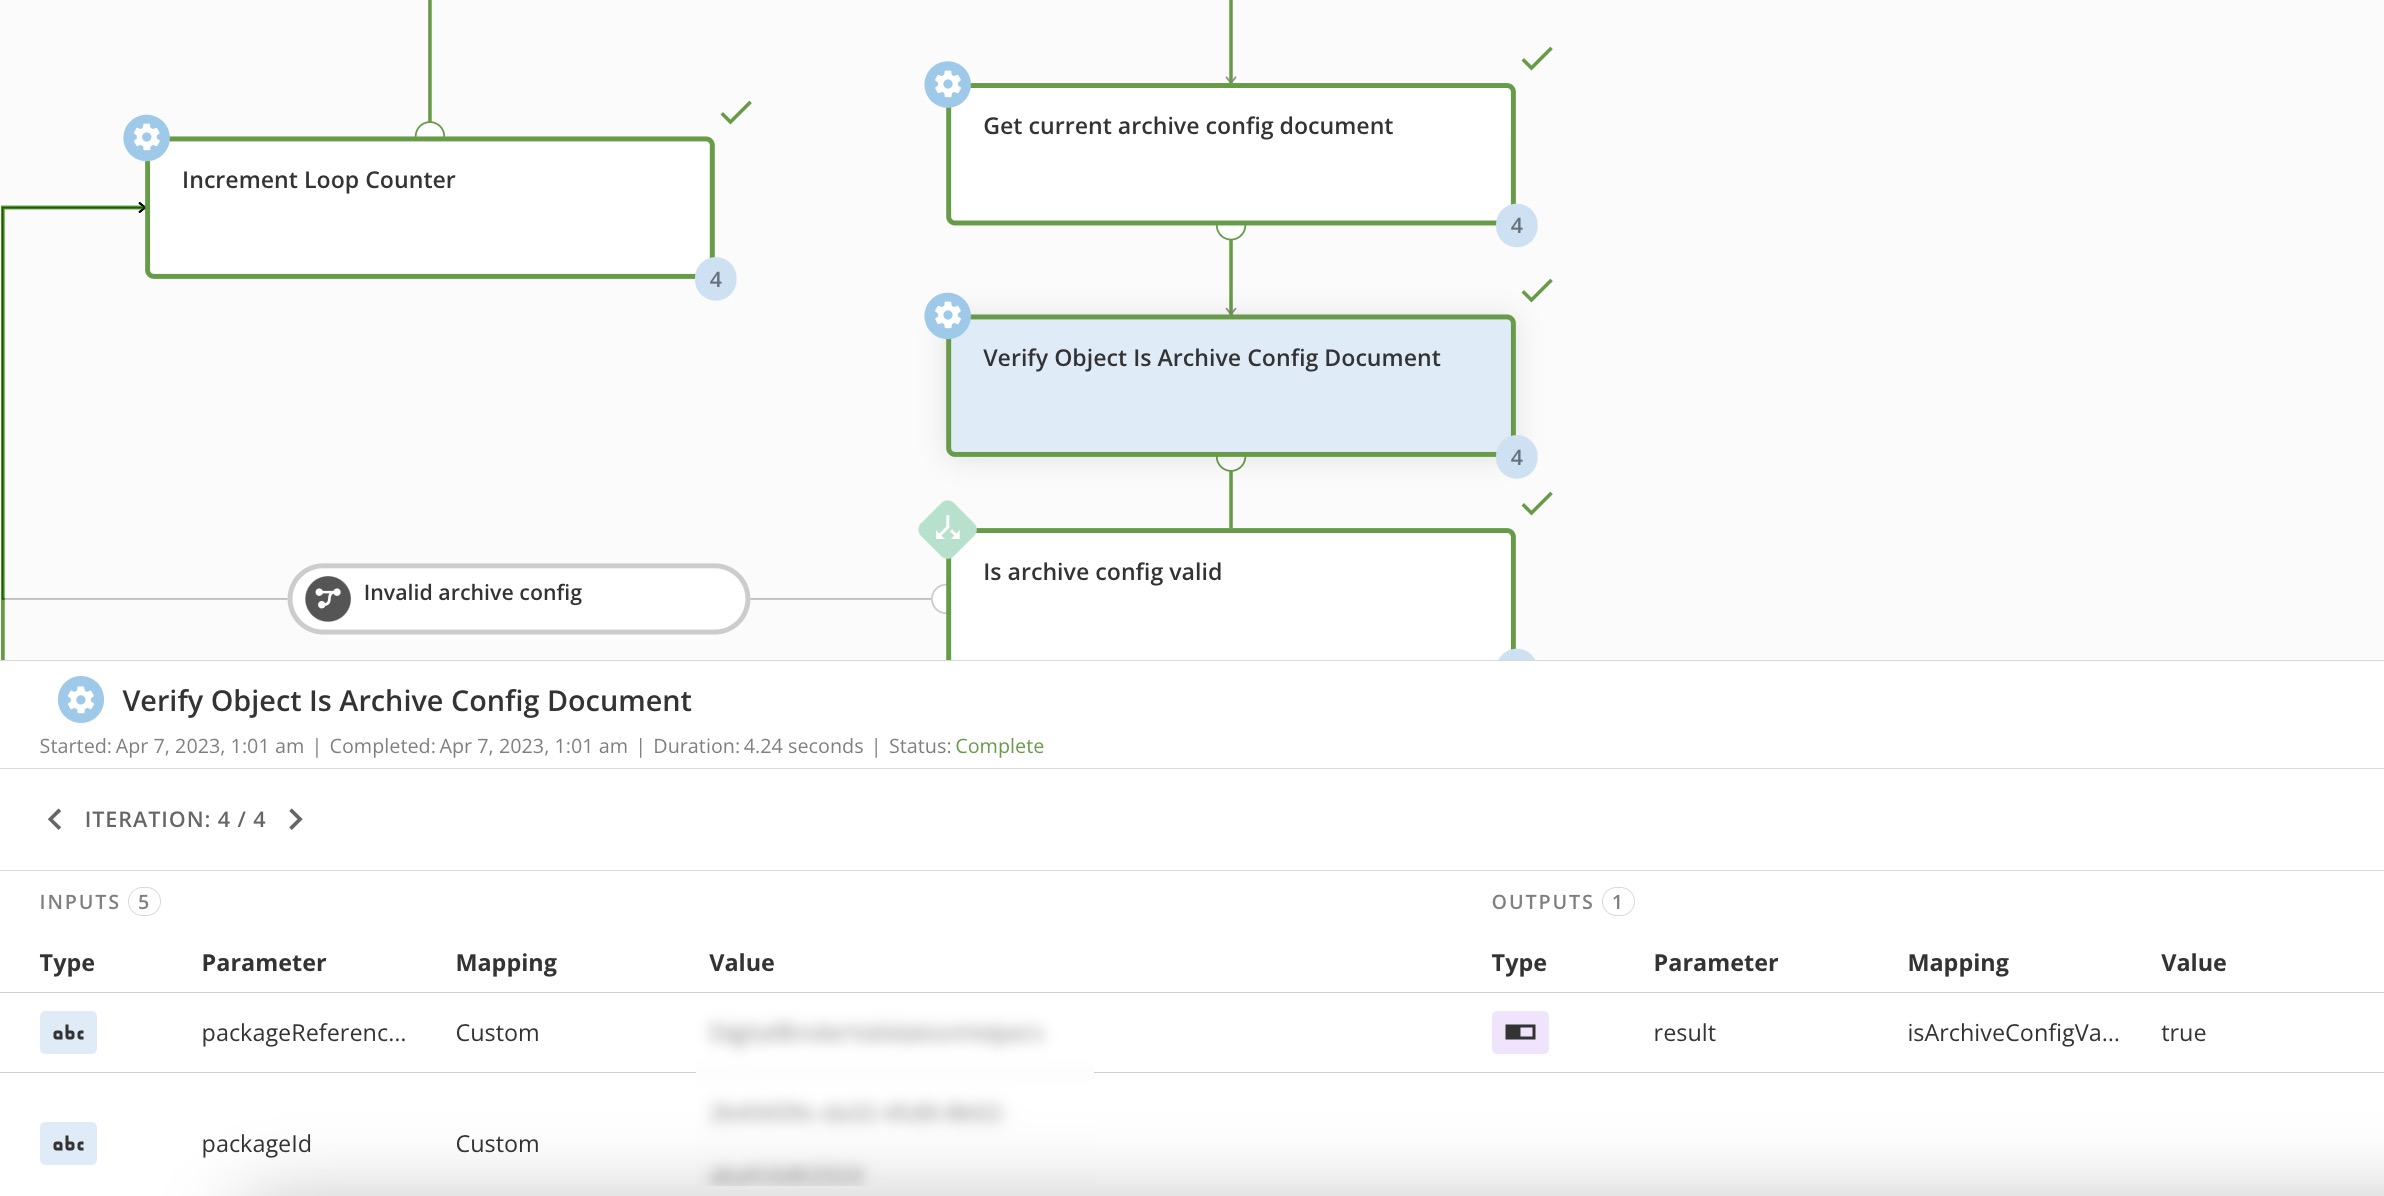 Get current archive config document
4
Increment Loop Counter
4
Verify Object Is Archive Config Document
4
Is archive config valid
Invalid archive config
Verify Object Is Archive Config Document
Started: Apr 7, 2023, 1:01 am | Completed: Apr 7, 2023, 1:01 am | Duration: 4.24 seconds | Status: Complete
ITERATION: 4 / 4
INPUTS 5
Type Parameter Mapping Value
abc packageReferenc... Custom
abc packageId Custom
OUTPUTS 1
Type Parameter Mapping Value
result isArchiveConfigVa... true